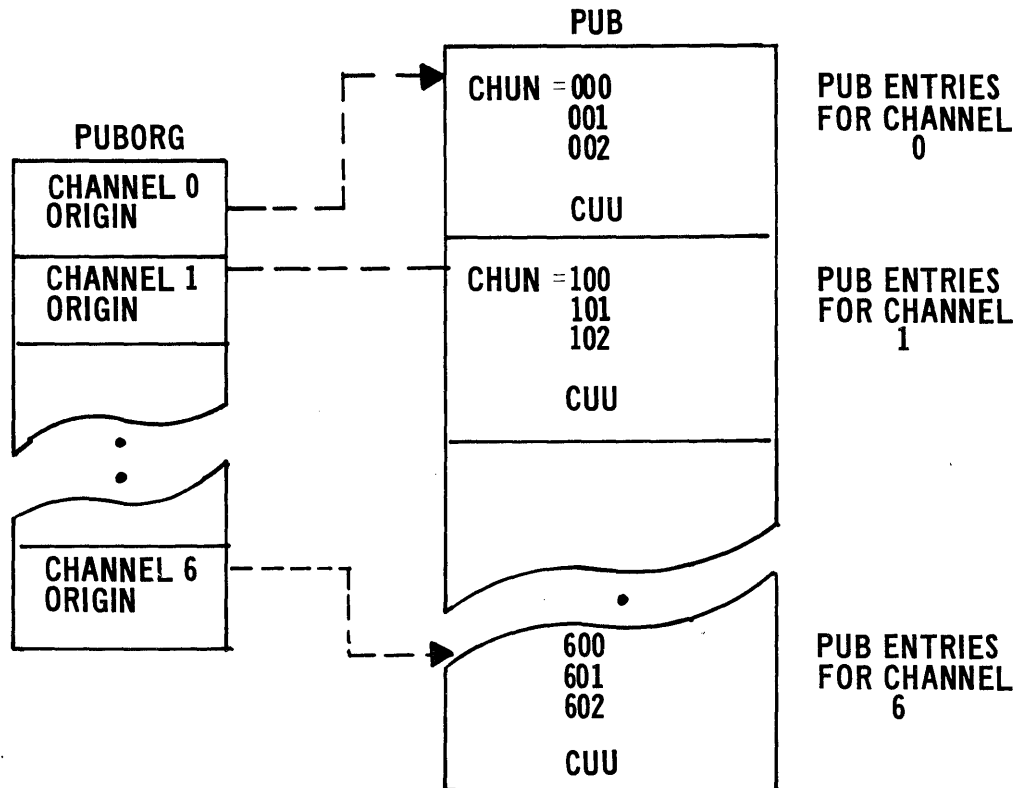 PUB
CHUN = 000
001
002
CUU
PUB ENTRIES
FOR CHANNEL
0
PUBORG
CHANNEL 0
ORIGIN
CHANNEL 1
ORIGIN
CHUN = 100
101
102
CUU
PUB ENTRIES
FOR CHANNEL
1
CHANNEL 6
ORIGIN
600
601
602
CUU
PUB ENTRIES
FOR CHANNEL
6